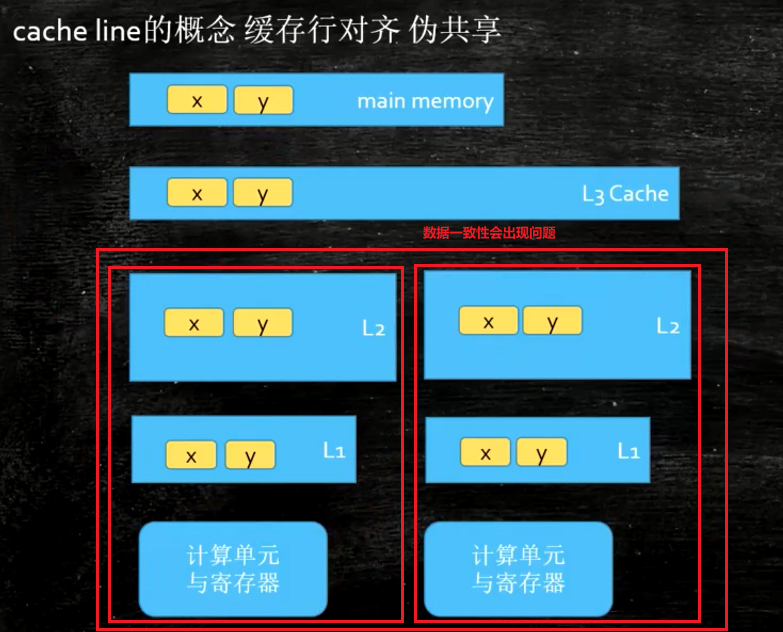 cache line的概念 缓存行对齐 伪共享
x y main memory
x y L3 Cache
数据一致性会出现问题
x y L2
x y L2
x y L1
x y L1
计算单元
与寄存器
计算单元
与寄存器